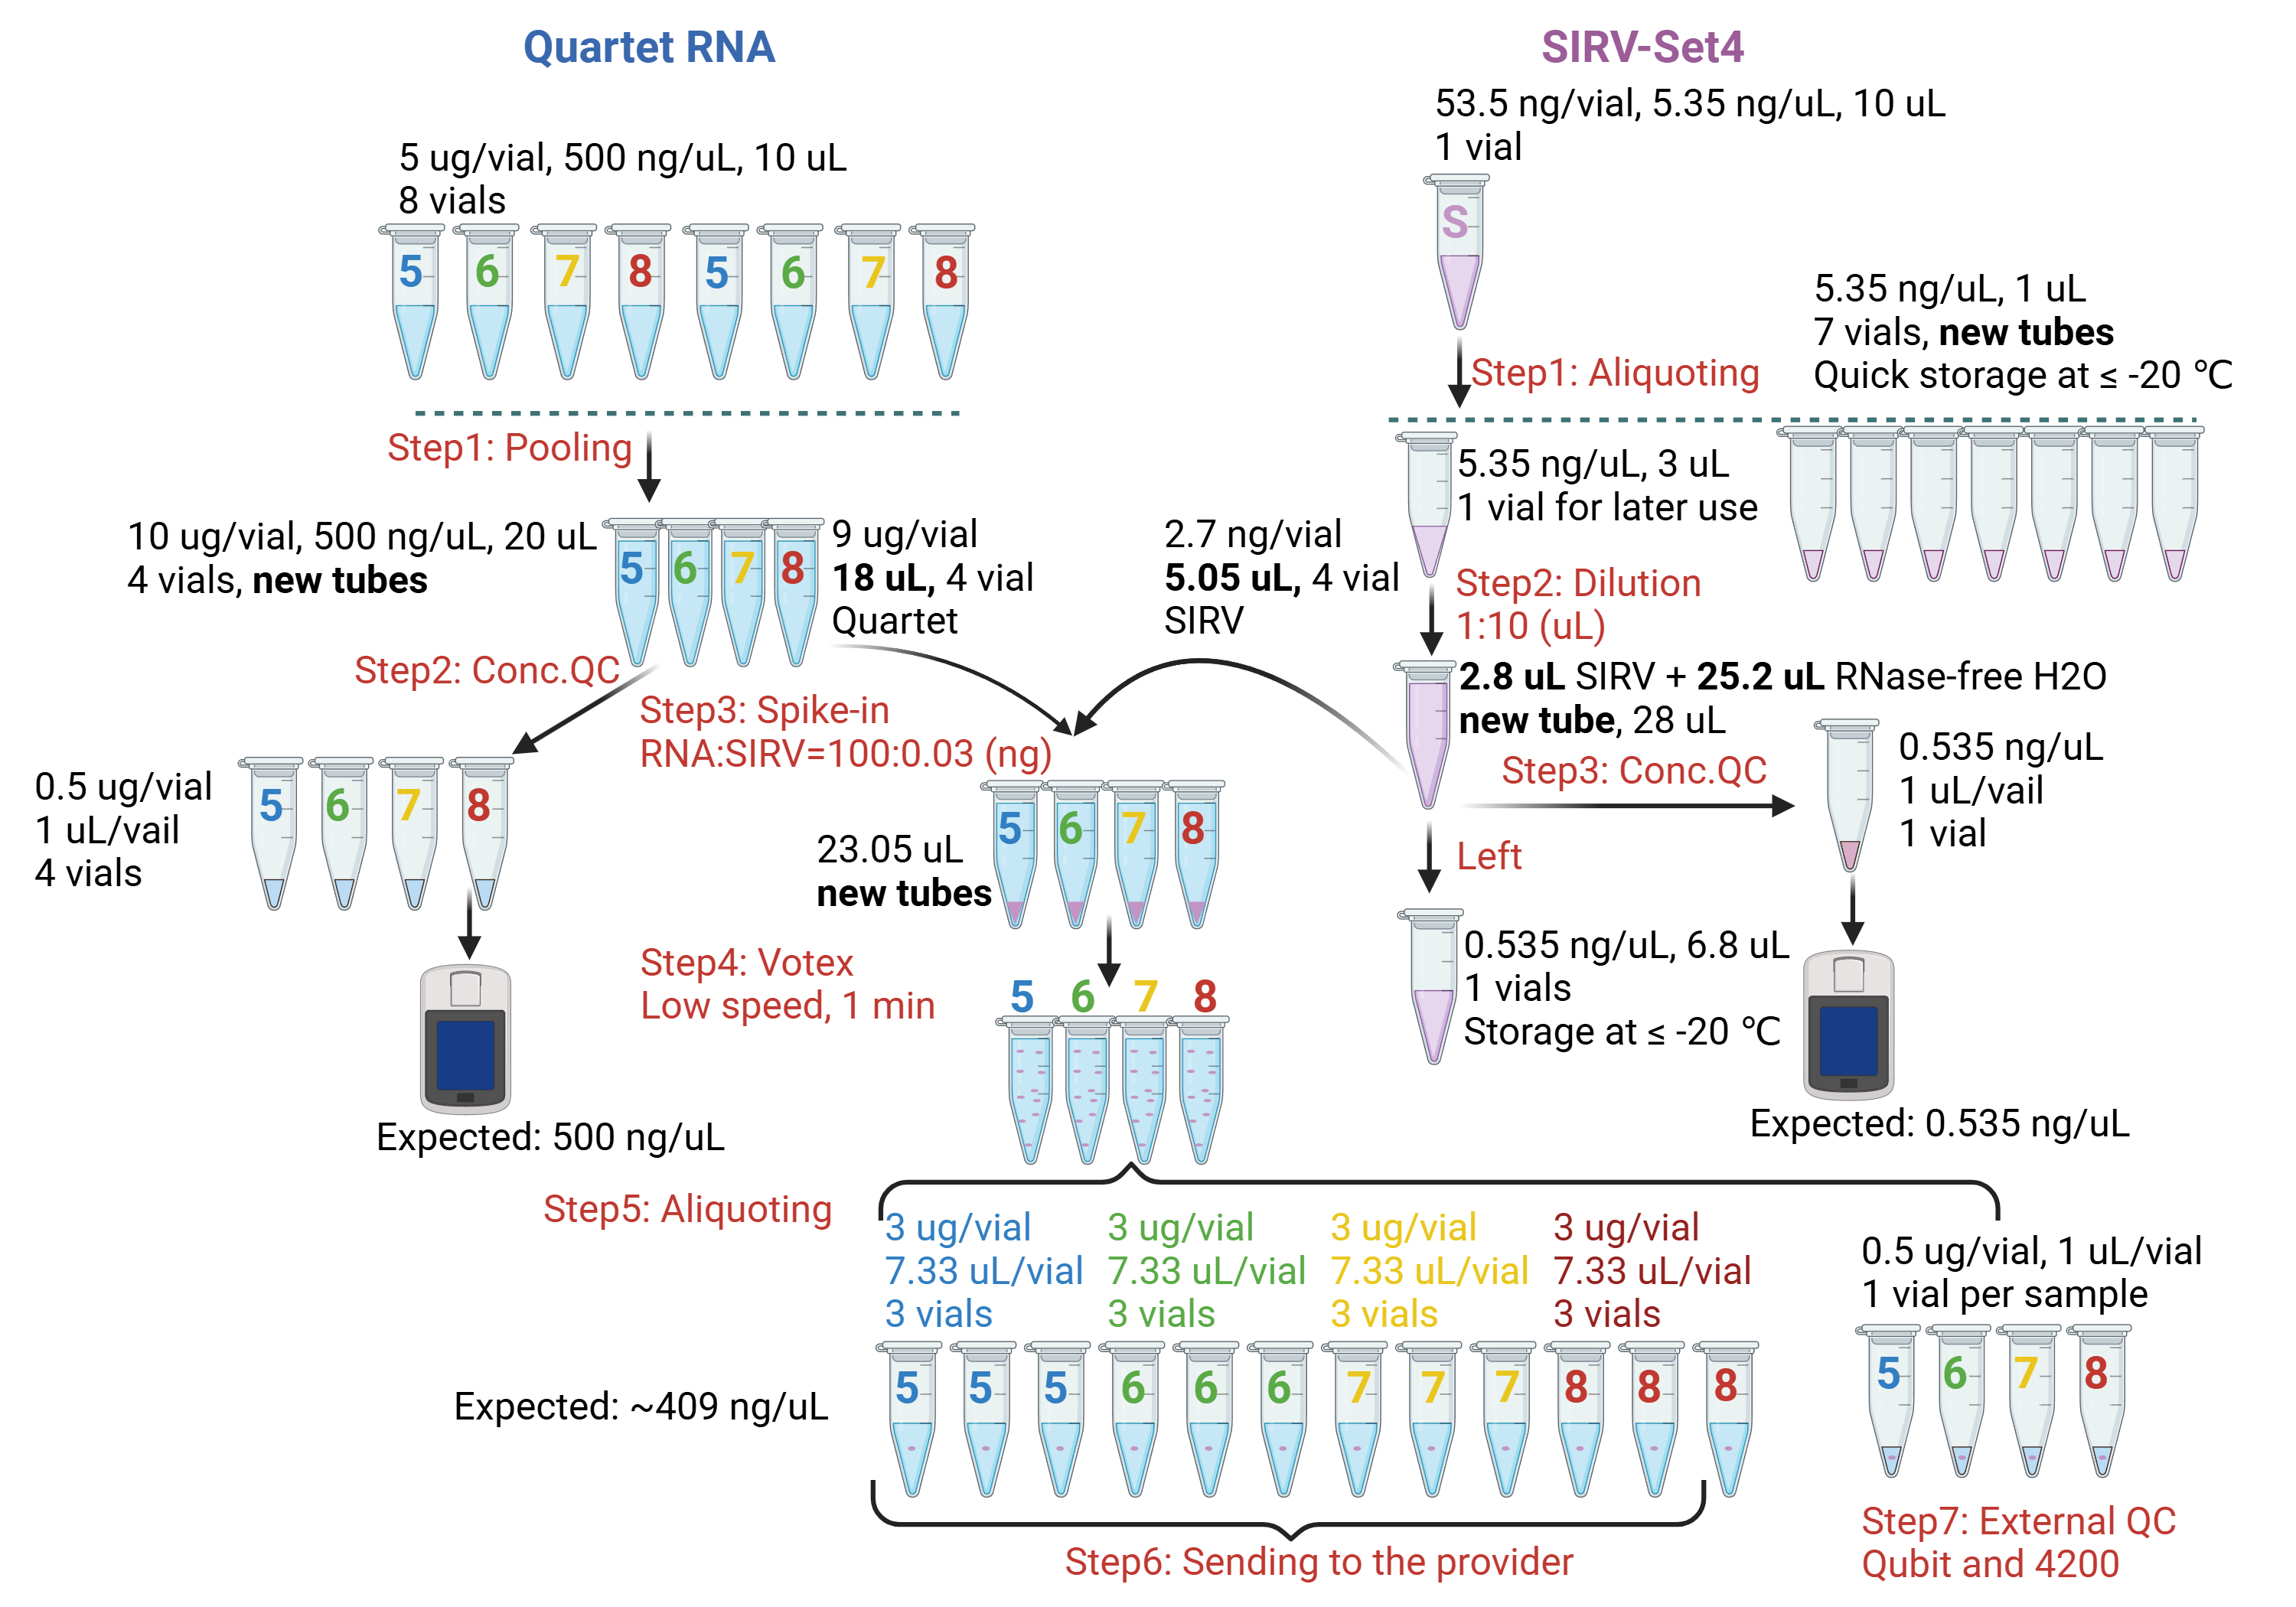 Quartet RNA
5 ug/vial, 500 ng/uL, 10 uL
8 vials
5 6 7 8 5 6 7 8
Step1: Pooling
10 ug/vial, 500 ng/uL, 20 uL
4 vials, new tubes
5 6 7 8
9 ug/vial
18 uL, 4 vial
Quartet
Step2: Conc.QC
0.5 ug/vial
1 uL/vail
4 vials
5 6 7 8
Expected: 500 ng/uL
SIRV-Set4
53.5 ng/vial, 5.35 ng/uL, 10 uL
1 vial
S
Step1: Aliquoting
5.35 ng/uL, 1 uL
7 vials, new tubes
Quick storage at ≤ -20 ℃
5.35 ng/uL, 3 uL
1 vial for later use
Step2: Dilution
1:10 (uL)
2.8 uL SIRV + 25.2 uL RNase-free H2O
new tube, 28 uL
2.7 ng/vial
5.05 uL, 4 vial
SIRV
Step3: Conc.QC
0.535 ng/uL
1 uL/vail
1 vial
Expected: 0.535 ng/uL
Left
0.535 ng/uL, 6.8 uL
1 vials
Storage at ≤ -20 ℃
Step3: Spike-in
RNA:SIRV=100:0.03 (ng)
23.05 uL
new tubes
5 6 7 8
Step4: Votex
Low speed, 1 min
5 6 7 8
Step5: Aliquoting
3 ug/vial
7.33 uL/vial
3 vials
3 ug/vial
7.33 uL/vial
3 vials
3 ug/vial
7.33 uL/vial
3 vials
3 ug/vial
7.33 uL/vial
3 vials
0.5 ug/vial, 1 uL/vial
1 vial per sample
Expected: ~409 ng/uL
5 5 5 6 6 6 7 7 7 8 8 8
5 6 7 8
Step6: Sending to the provider
Step7: External QC
Qubit and 4200